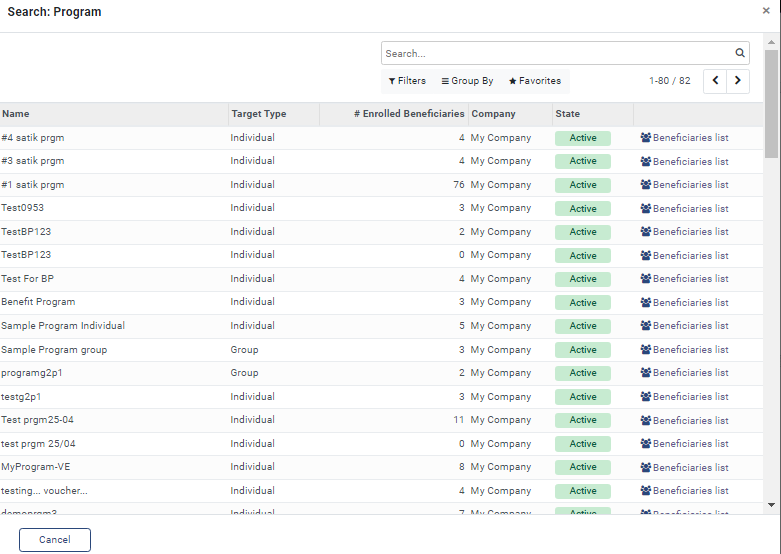 Search: Program ×
Search...
Filters Group By Favorites 1-80 / 82
Name Target Type # Enrolled Beneficiaries Company State
#4 satik prgm Individual 4 My Company Active Beneficiaries list
#3 satik prgm Individual 4 My Company Active Beneficiaries list
#1 satik prgm Individual 76 My Company Active Beneficiaries list
Test0953 Individual 3 My Company Active Beneficiaries list
TestBP123 Individual 2 My Company Active Beneficiaries list
TestBP123 Individual 0 My Company Active Beneficiaries list
Test For BP Individual 4 My Company Active Beneficiaries list
Benefit Program Individual 3 My Company Active Beneficiaries list
Sample Program Individual Individual 5 My Company Active Beneficiaries list
Sample Program group Group 3 My Company Active Beneficiaries list
programg2p1 Group 2 My Company Active Beneficiaries list
testg2p1 Individual 3 My Company Active Beneficiaries list
Test prgm25-04 Individual 11 My Company Active Beneficiaries list
test prgm 25/04 Individual 0 My Company Active Beneficiaries list
MyProgram-VE Individual 8 My Company Active Beneficiaries list
testing... voucher... Individual 4 My Company Active Beneficiaries list
demoprgm3 Individual 7 My Company Active Beneficiaries list
Cancel